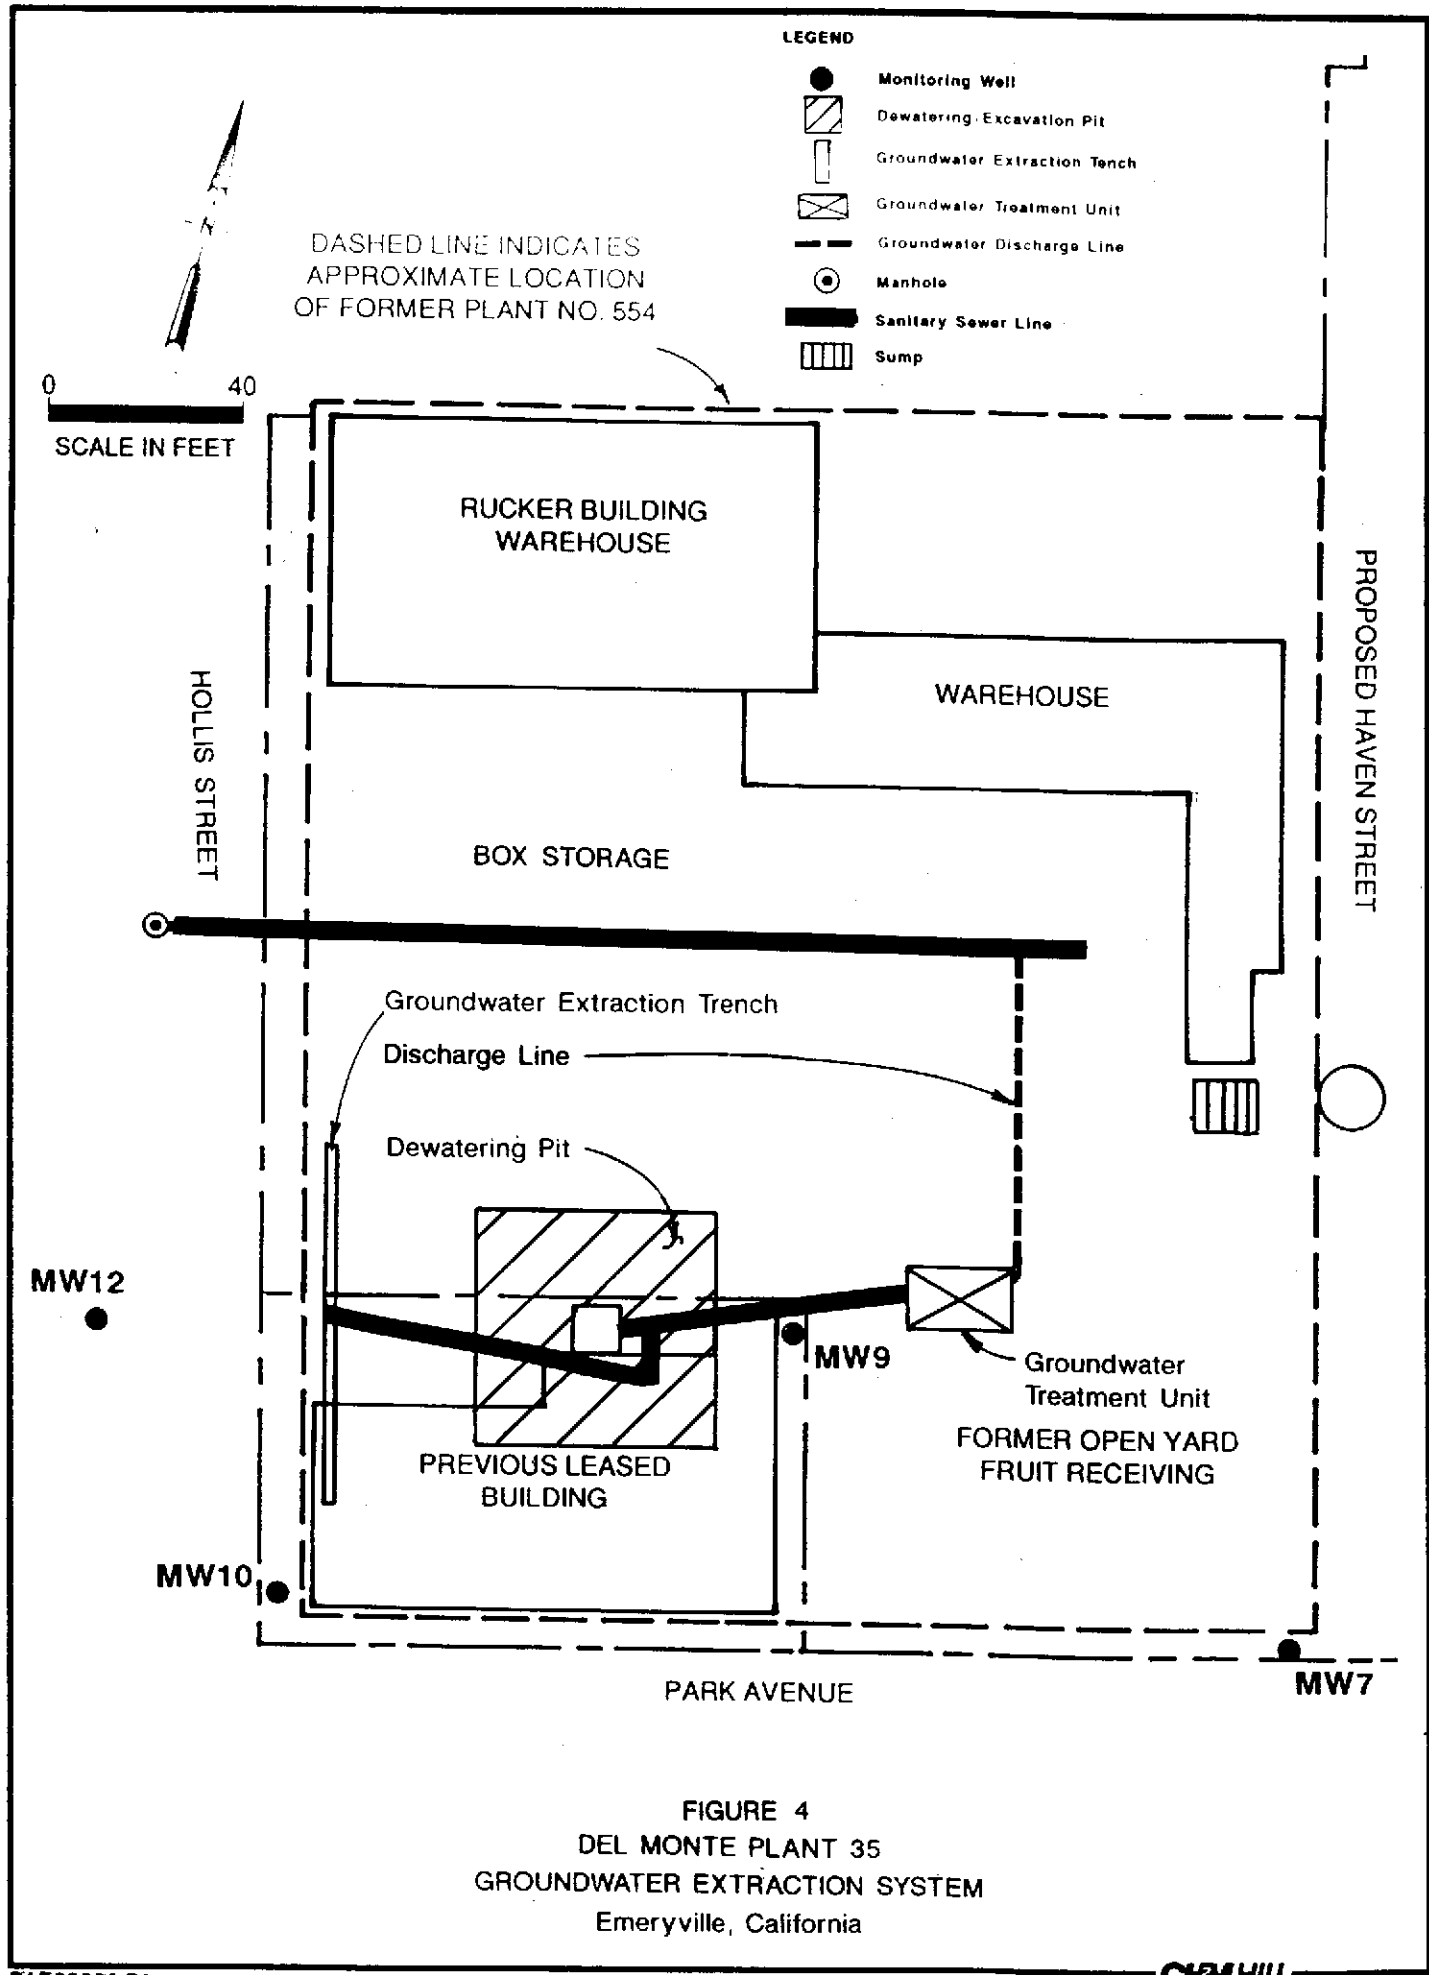 LEGEND
Monitoring Well
Dewatering Excavation Pit
Groundwater Extraction Tench
Groundwater Treatment Unit
Groundwater Discharge Line
Manhole
Sanitary Sewer Line
Sump
N
DASHED LINE INDICATES
APPROXIMATE LOCATION
OF FORMER PLANT NO. 554
0 40
SCALE IN FEET
RUCKER BUILDING
WAREHOUSE
PROPOSED HAVEN STREET
HOLLIS STREET
WAREHOUSE
BOX STORAGE
Groundwater Extraction Trench
Discharge Line
Dewatering Pit
MW12
MW9
Groundwater
Treatment Unit
FORMER OPEN YARD
FRUIT RECEIVING
PREVIOUS LEASED
BUILDING
MW10
MW7
PARK AVENUE
FIGURE 4
DEL MONTE PLANT 35
GROUNDWATER EXTRACTION SYSTEM
Emeryville, California